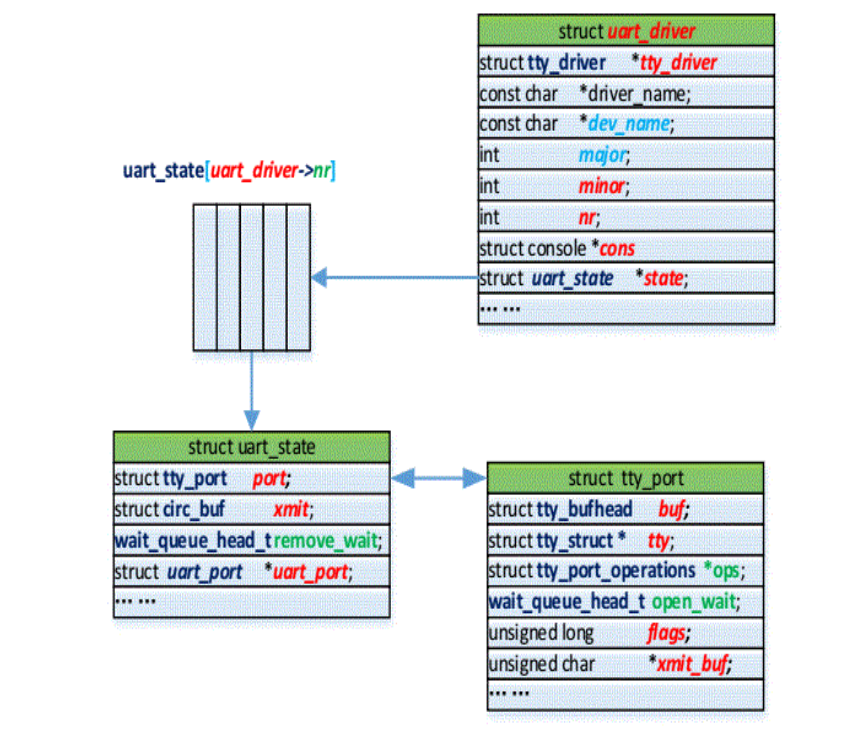 struct uart_driver
struct tty_driver *tty_driver
const char *driver_name;
const char *dev_name;
int major;
int minor;
int nr;
struct console *cons
struct uart_state *state;
... ...
uart_state[uart_driver->nr]
struct uart_state
struct tty_port port;
struct circ_buf xmit;
wait_queue_head_t remove_wait;
struct uart_port *uart_port;
... ...
struct tty_port
struct tty_bufhead buf;
struct tty_struct * tty;
struct tty_port_operations *ops;
wait_queue_head_t open_wait;
unsigned long flags;
unsigned char *xmit_buf;
... ...